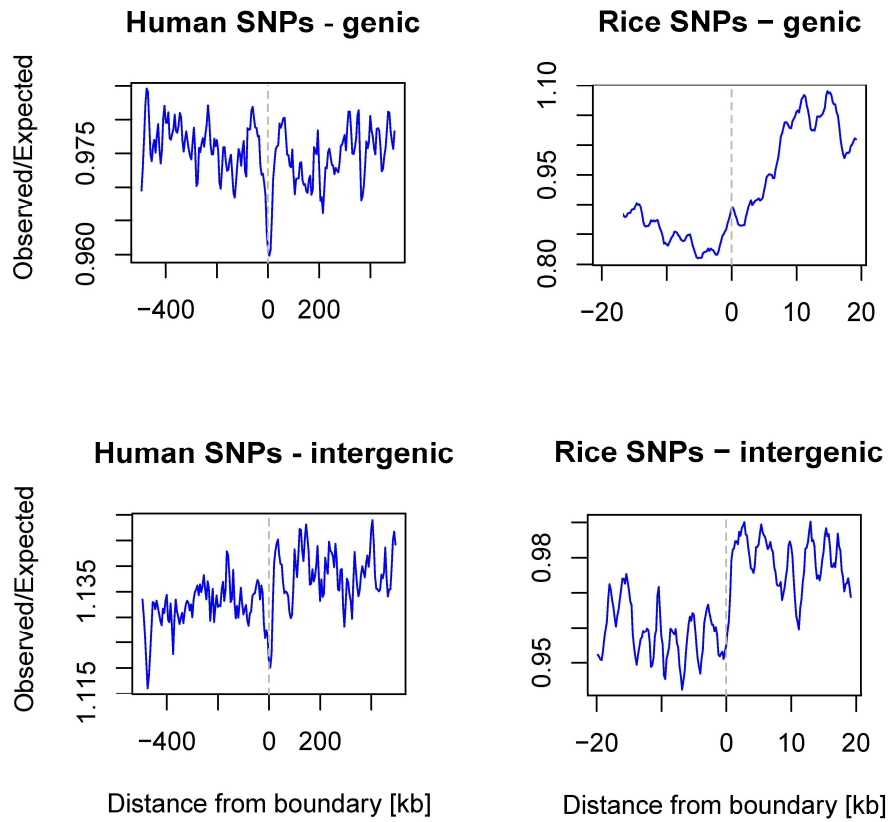 Human SNPs - genic
Observed/Expected
0.975
0.960
−400 0 200
Rice SNPs − genic
1.10
0.95
0.80
−20 0 10 20
Human SNPs - intergenic
Observed/Expected
1.135
1.115
−400 0 200
Distance from boundary [kb]
Rice SNPs − intergenic
0.98
0.95
−20 0 10 20
Distance from boundary [kb]